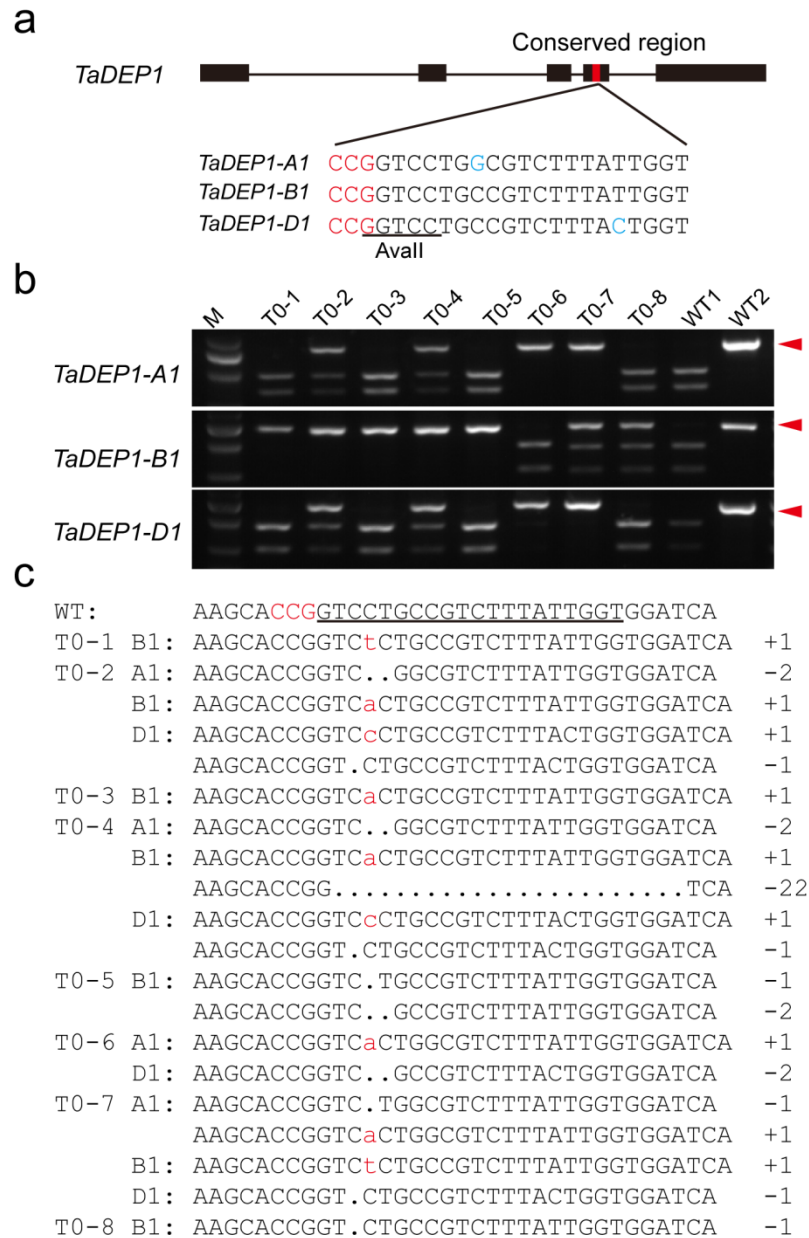 a
Conserved region
TaDEP1
TaDEP1-A1 CCGGTCCTGGCGTCTTTATTGGT
TaDEP1-B1 CCGGTCCTGCCGTCTTTATTGGT
TaDEP1-D1 CCGGTCCTGCCGTCTTTACTGGT
AvaII
b
M T0-1 T0-2 T0-3 T0-4 T0-5 T0-6 T0-7 T0-8 WT1 WT2
TaDEP1-A1
TaDEP1-B1
TaDEP1-D1
c
WT: AAGCACCGGTCCTGCCGTCTTTATTGGTGGATCA
T0-1 B1: AAGCACCGGTCtCTGCCGTCTTTATTGGTGGATCA +1
T0-2 A1: AAGCACCGGTC..GGCGTCTTTATTGGTGGATCA -2
B1: AAGCACCGGTCaCTGCCGTCTTTATTGGTGGATCA +1
D1: AAGCACCGGTCcCTGCCGTCTTTACTGGTGGATCA +1
AAGCACCGGT.CTGCCGTCTTTACTGGTGGATCA -1
T0-3 B1: AAGCACCGGTCaCTGCCGTCTTTATTGGTGGATCA +1
T0-4 A1: AAGCACCGGTC..GGCGTCTTTATTGGTGGATCA -2
B1: AAGCACCGGTCaCTGCCGTCTTTATTGGTGGATCA +1
AAGCACCGG......................TCA -22
D1: AAGCACCGGTCcCTGCCGTCTTTACTGGTGGATCA +1
AAGCACCGGT.CTGCCGTCTTTACTGGTGGATCA -1
T0-5 B1: AAGCACCGGTC.TGCCGTCTTTATTGGTGGATCA -1
AAGCACCGGTC..GCCGTCTTTATTGGTGGATCA -2
T0-6 A1: AAGCACCGGTCaCTGGCGTCTTTATTGGTGGATCA +1
D1: AAGCACCGGTC..GCCGTCTTTACTGGTGGATCA -2
T0-7 A1: AAGCACCGGTC.TGGCGTCTTTATTGGTGGATCA -1
AAGCACCGGTCaCTGGCGTCTTTATTGGTGGATCA +1
B1: AAGCACCGGTCtCTGCCGTCTTTATTGGTGGATCA +1
D1: AAGCACCGGT.CTGCCGTCTTTACTGGTGGATCA -1
T0-8 B1: AAGCACCGGT.CTGCCGTCTTTATTGGTGGATCA -1